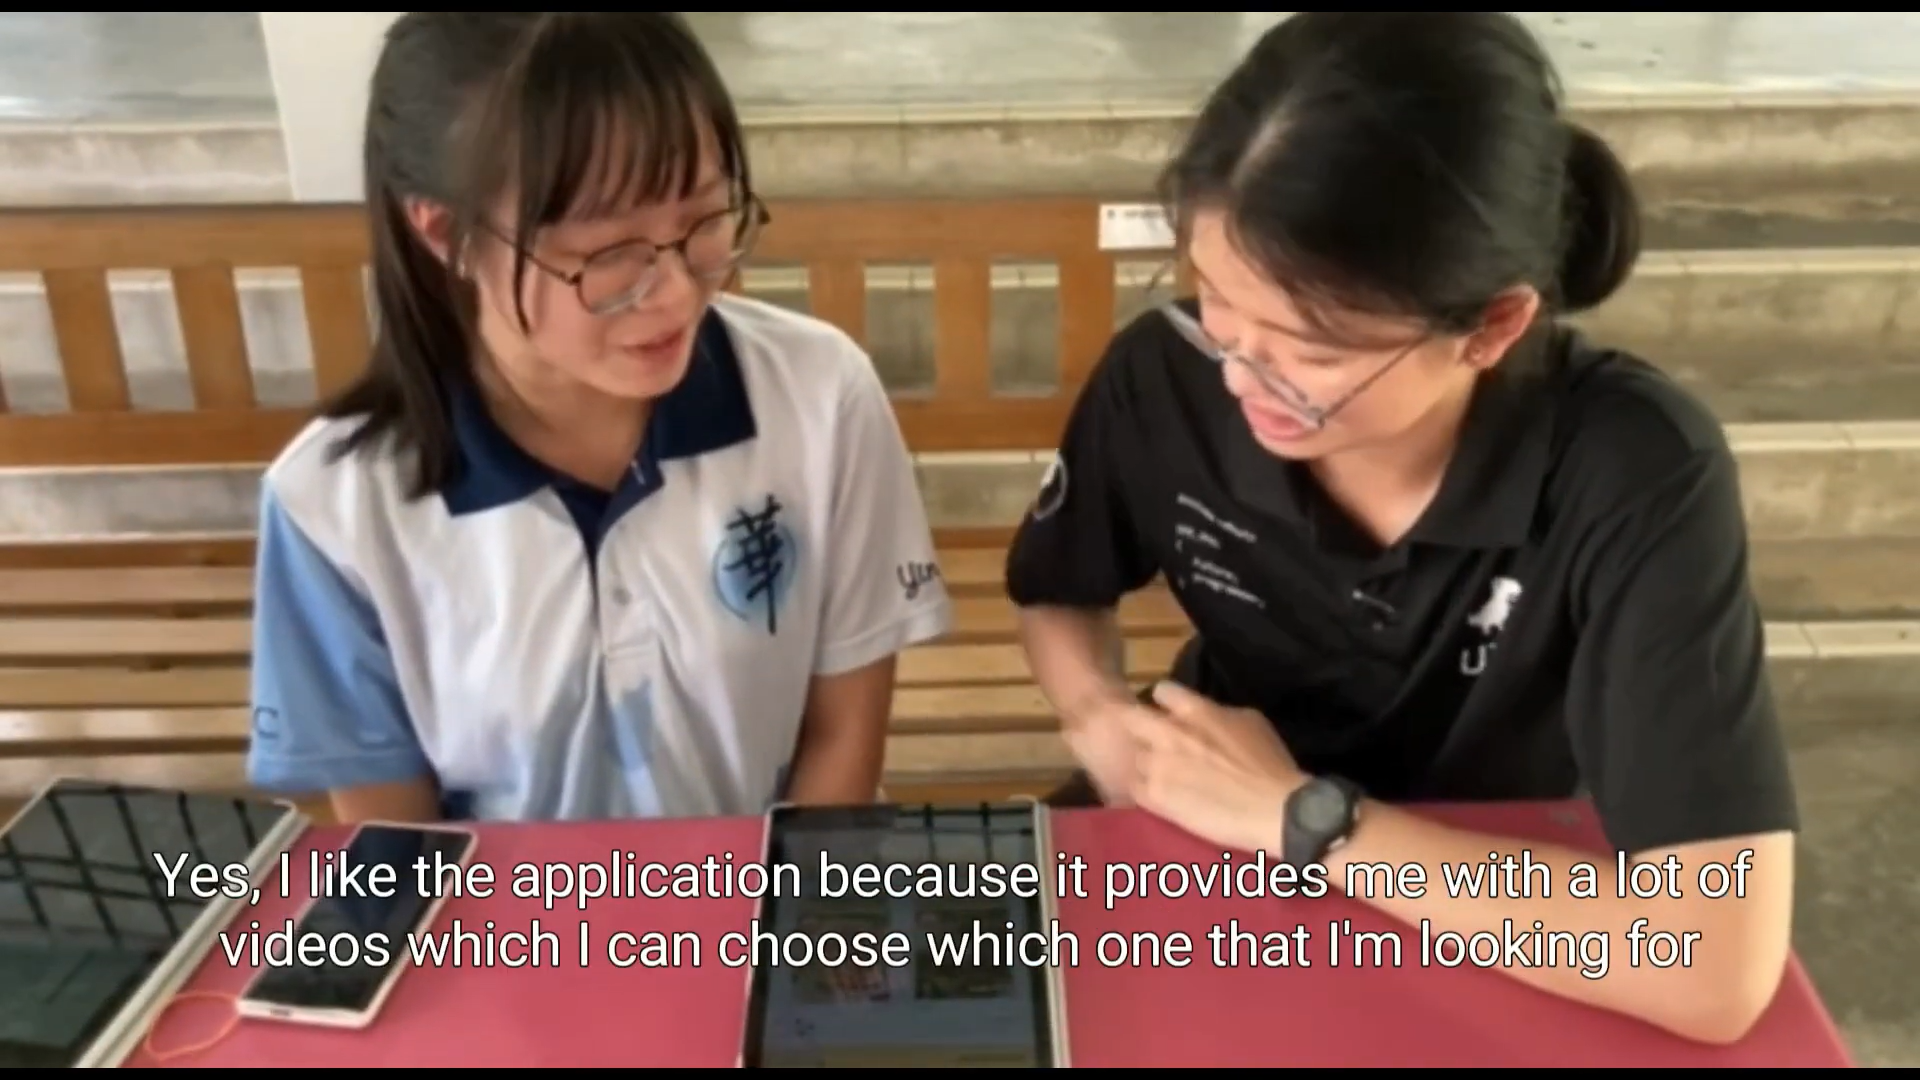 華
yin
C
U
Yes, I like the application because it provides me with a lot of
videos which I can choose which one that I'm looking for